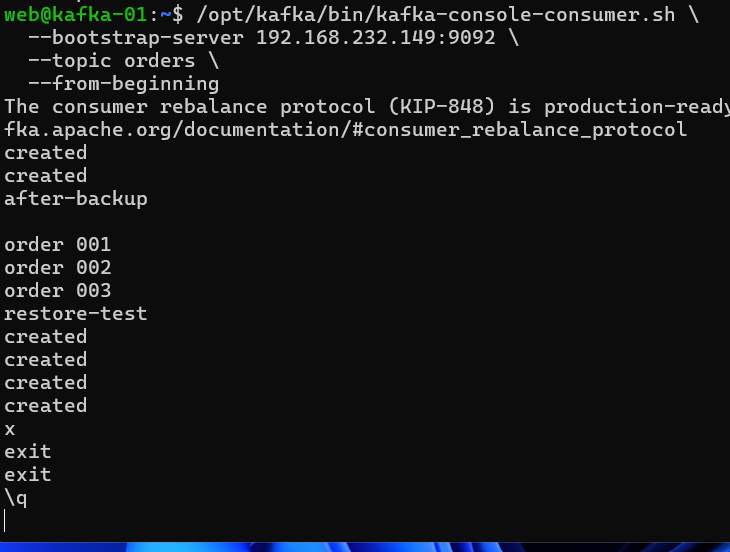 web@kafka-01:~$ /opt/kafka/bin/kafka-console-consumer.sh \
--bootstrap-server 192.168.232.149:9092 \
--topic orders \
--from-beginning
The consumer rebalance protocol (KIP-848) is production-ready
fka.apache.org/documentation/#consumer_rebalance_protocol
created
created
after-backup
order 001
order 002
order 003
restore-test
created
created
created
created
x
exit
exit
\q